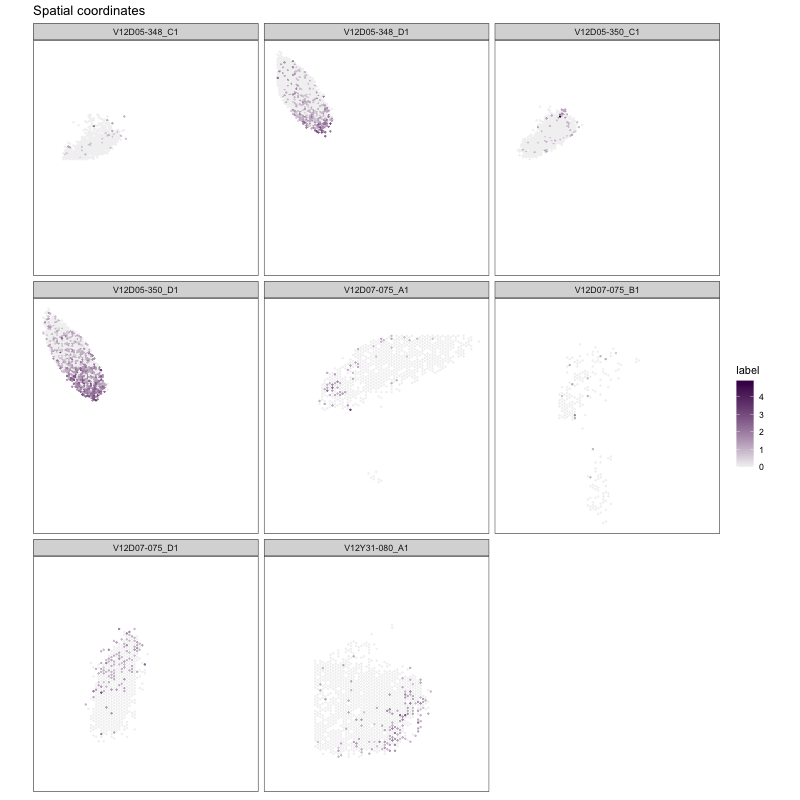 Spatial coordinates
V12D05-348_C1
V12D05-348_D1
V12D05-350_C1
V12D05-350_D1
V12D07-075_A1
V12D07-075_B1
label
4
3
2
1
0
V12D07-075_D1
V12Y31-080_A1